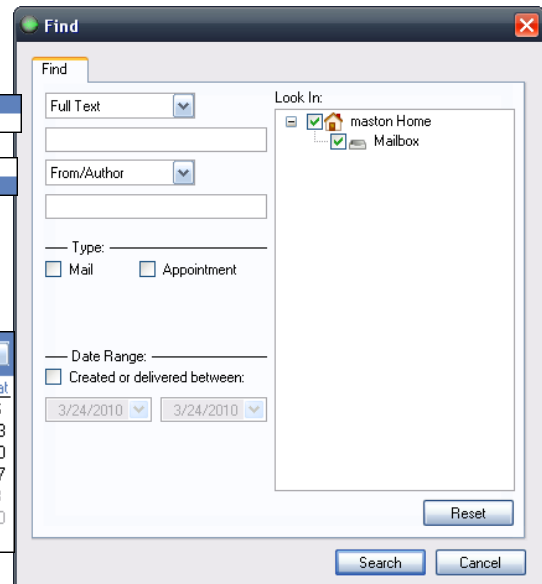 Find
Find
Full Text
From/Author
Type:
Mail
Appointment
Date Range:
Created or delivered between:
3/24/2010
3/24/2010
Look In:
maston Home
Mailbox
Reset
Search
Cancel